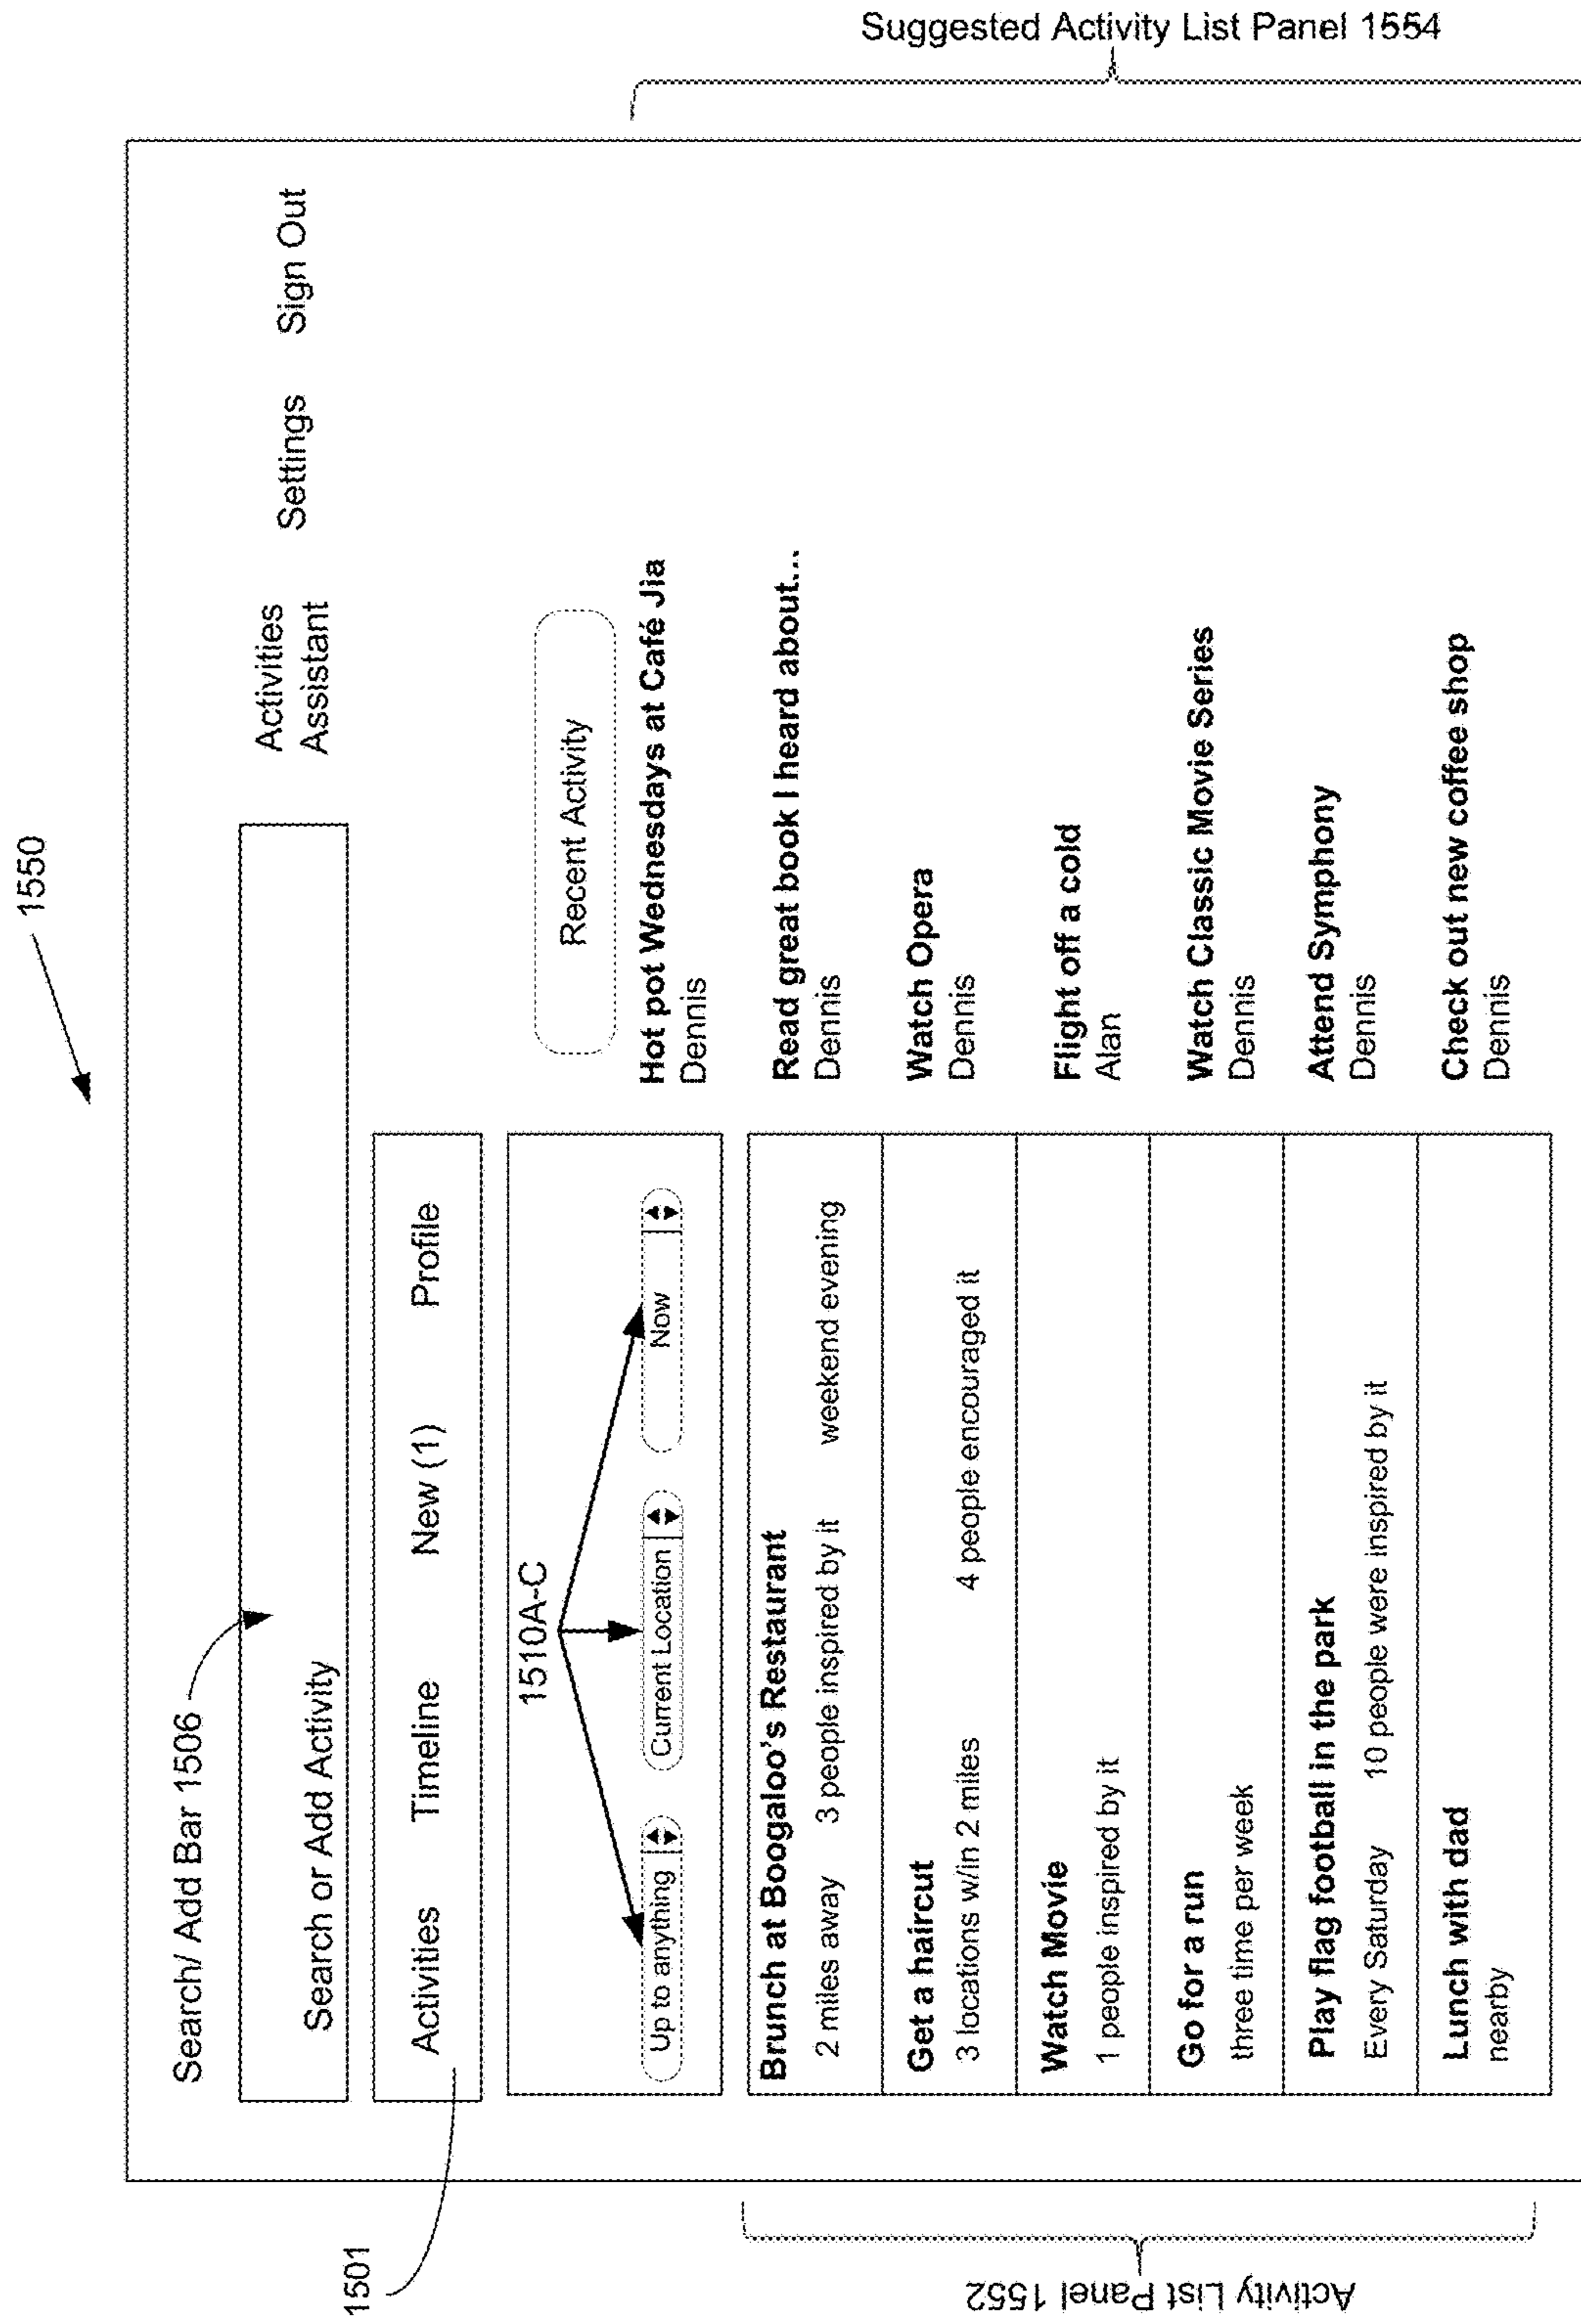 1550
Search/ Add Bar 1506
Search or Add Activity
Activities
Assistant
Settings
Sign Out
1501
Activities
Timeline
New (1)
Profile
1510A-C
Up to anything
Current Location
Now
Recent Activity
Activity List Panel 1552
Brunch at Boogaloo's Restaurant
2 miles away
3 people inspired by it
weekend evening
Get a haircut
3 locations w/in 2 miles
4 people encouraged it
Watch Movie
1 people inspired by it
Go for a run
three time per week
Play flag football in the park
Every Saturday
10 people were inspired by it
Lunch with dad
nearby
Hot pot Wednesdays at Café Jia
Dennis
Read great book I heard about...
Dennis
Watch Opera
Dennis
Flight off a cold
Alan
Watch Classic Movie Series
Dennis
Attend Symphony
Dennis
Check out new coffee shop
Dennis
Suggested Activity List Panel 1554